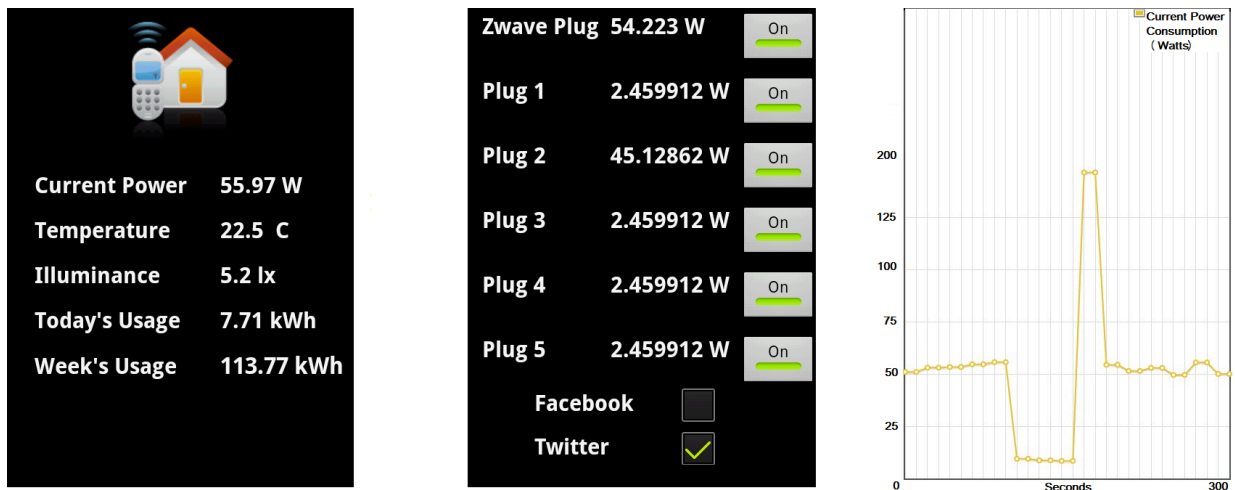 Current Power 55.97 W
Temperature 22.5 C
Illuminance 5.2 lx
Today's Usage 7.71 kWh
Week's Usage 113.77 kWh
Zwave Plug 54.223 W On
Plug 1 2.459912 W On
Plug 2 45.12862 W On
Plug 3 2.459912 W On
Plug 4 2.459912 W On
Plug 5 2.459912 W On
Facebook
Twitter
Current Power
Consumption
( Watts)
200
125
100
75
50
25
0 Seconds 300